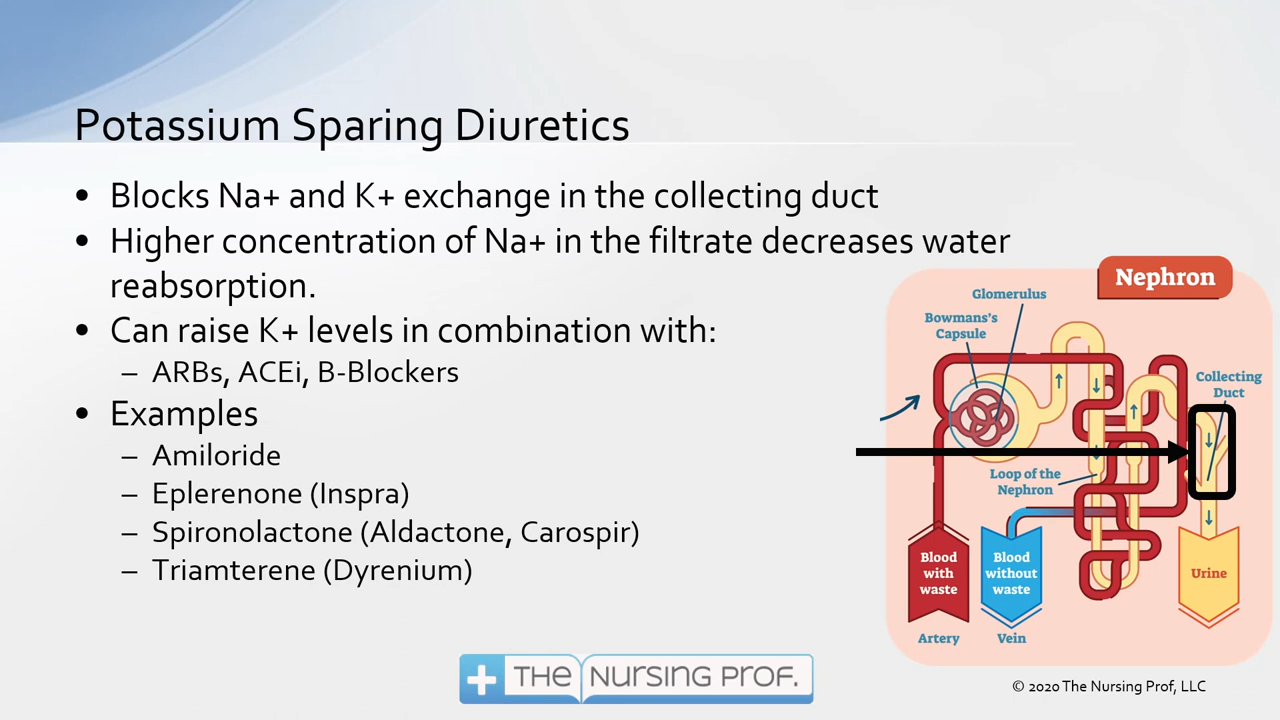 Potassium Sparing Diuretics
• Blocks Na+ and K+ exchange in the collecting duct
• Higher concentration of Na+ in the filtrate decreases water
reabsorption.
• Can raise K+ levels in combination with:
– ARBs, ACEi, B-Blockers
• Examples
– Amiloride
– Eplerenone (Inspra)
– Spironolactone (Aldactone, Carospir)
– Triamterene (Dyrenium)
Nephron
Glomerulus
Bowmans's
Capsule
Collecting
Duct
Loop of the
Nephron
Blood
with
waste
Blood
without
waste
Urine
Artery
Vein
THE NURSING PROF.
© 2020 The Nursing Prof, LLC